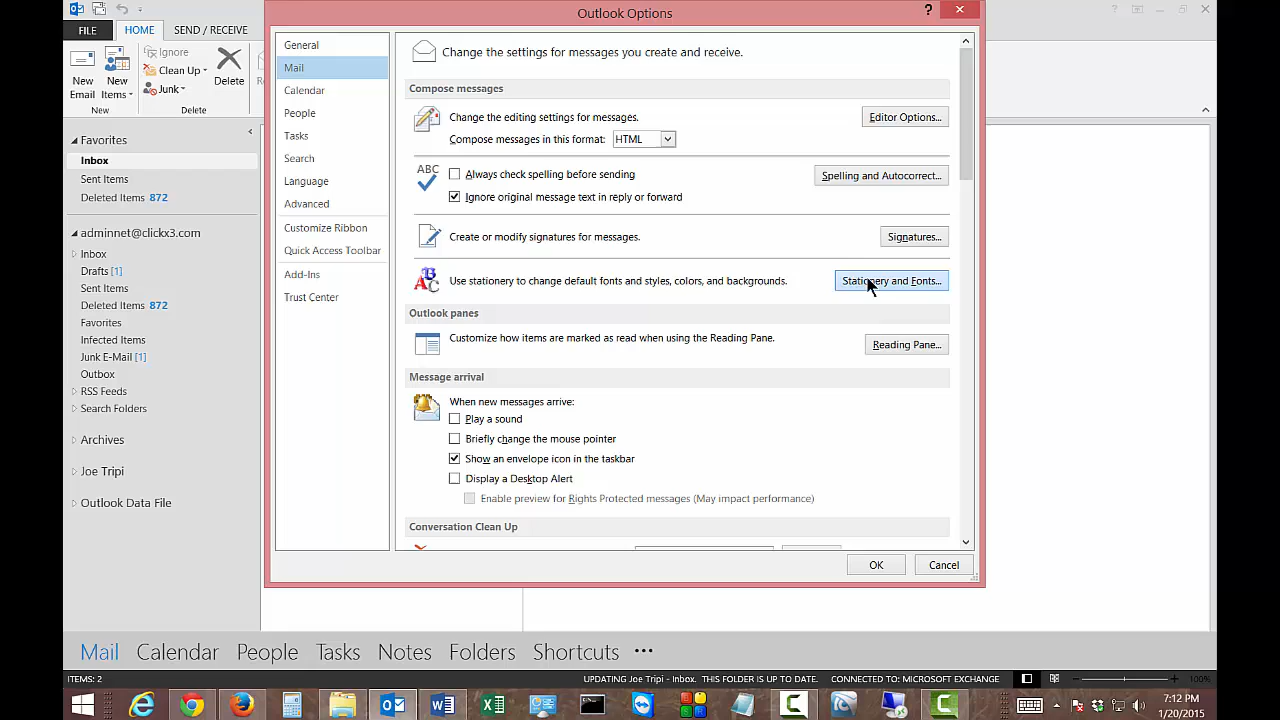 Outlook Options
?
FILE
HOME
SEND / RECEIVE
New Email
New Items
Ignore
Clean Up
Junk
Delete
New
Delete
Favorites
Inbox
Sent Items
Deleted Items 872
adminnet@clickx3.com
Inbox
Drafts [1]
Sent Items
Deleted Items 872
Favorites
Infected Items
Junk E-Mail [1]
Outbox
RSS Feeds
Search Folders
Archives
Joe Tripi
Outlook Data File
General
Mail
Calendar
People
Tasks
Search
Language
Advanced
Customize Ribbon
Quick Access Toolbar
Add-Ins
Trust Center
Change the settings for messages you create and receive.
Compose messages
Change the editing settings for messages.
Editor Options...
Compose messages in this format: HTML
ABC
Always check spelling before sending
Spelling and Autocorrect...
Ignore original message text in reply or forward
Create or modify signatures for messages.
Signatures...
Use stationery to change default fonts and styles, colors, and backgrounds.
Stationery and Fonts...
Outlook panes
Customize how items are marked as read when using the Reading Pane.
Reading Pane...
Message arrival
When new messages arrive:
Play a sound
Briefly change the mouse pointer
Show an envelope icon in the taskbar
Display a Desktop Alert
Enable preview for Rights Protected messages (May impact performance)
Conversation Clean Up
OK
Cancel
Mail Calendar People Tasks Notes Folders Shortcuts •••
ITEMS: 2
UPDATING Joe Tripi - Inbox. THIS FOLDER IS UP TO DATE. CONNECTED TO: MICROSOFT EXCHANGE
100%
7:12 PM
1/20/2015